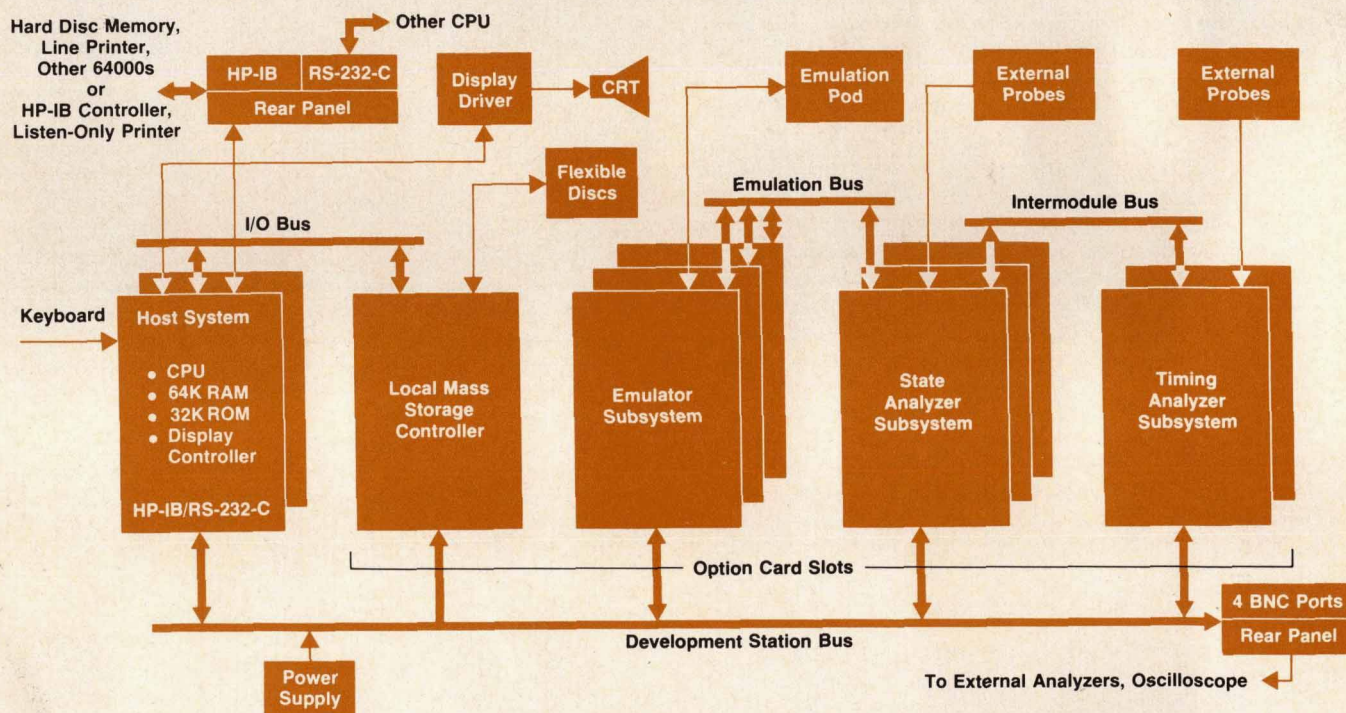 Hard Disc Memory,
Line Printer,
Other 64000s
or
HP-IB Controller,
Listen-Only Printer
Other CPU
HP-IB
RS-232-C
Rear Panel
Display
Driver
CRT
Emulation
Pod
External
Probes
External
Probes
Flexible
Discs
Emulation Bus
Intermodule Bus
I/O Bus
Keyboard
Host System
● CPU
● 64K RAM
● 32K ROM
● Display
Controller
HP-IB/RS-232-C
Local Mass
Storage
Controller
Emulator
Subsystem
State
Analyzer
Subsystem
Timing
Analyzer
Subsystem
Option Card Slots
4 BNC Ports
Rear Panel
Development Station Bus
Power
Supply
To External Analyzers, Oscilloscope